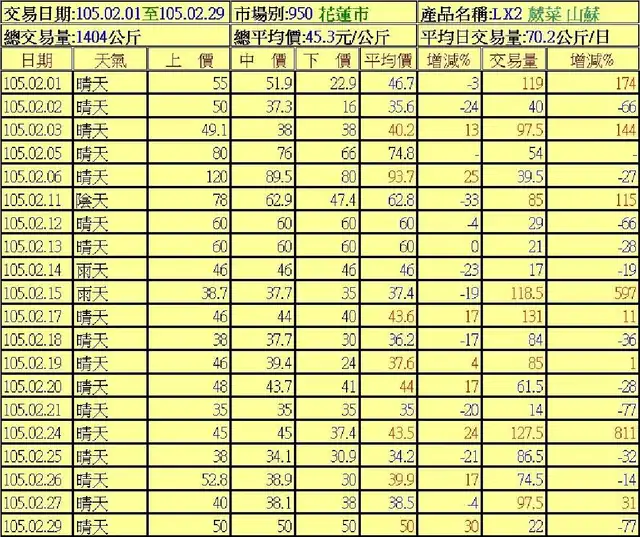 交易日期:105.02.01至105.02.29 市場別:950 花蓮市 產品名稱:LX2 蕨菜 山蘇
總交易量:1404公斤 總平均價:45.3元/公斤 平均日交易量:70.2公斤/日
日期 天氣 上 價 中 價 下 價 平均價 增減% 交易量 增減%
105.02.01 晴天 55 51.9 22.9 46.7 -3 119 174
105.02.02 晴天 50 37.3 16 35.6 -24 40 -66
105.02.03 晴天 49.1 38 38 40.2 13 97.5 144
105.02.05 晴天 80 76 66 74.8 - 54
105.02.06 晴天 120 89.5 80 93.7 25 39.5 -27
105.02.11 陰天 78 62.9 47.4 62.8 -33 85 115
105.02.12 晴天 60 60 60 60 -4 29 -66
105.02.13 晴天 60 60 60 60 0 21 -28
105.02.14 雨天 46 46 46 46 -23 17 -19
105.02.15 雨天 38.7 37.7 35 37.4 -19 118.5 597
105.02.17 晴天 46 44 40 43.6 17 131 11
105.02.18 晴天 38 37.7 30 36.2 -17 84 -36
105.02.19 晴天 46 39.4 24 37.6 4 85 1
105.02.20 晴天 48 43.7 41 44 17 61.5 -28
105.02.21 晴天 35 35 35 35 -20 14 -77
105.02.24 晴天 45 45 37.4 43.5 24 127.5 811
105.02.25 晴天 38 34.1 30.9 34.2 -21 86.5 -32
105.02.26 晴天 52.8 38.9 30 39.9 17 74.5 -14
105.02.27 晴天 40 38.1 38 38.5 -4 97.5 31
105.02.29 晴天 50 50 50 50 30 22 -77